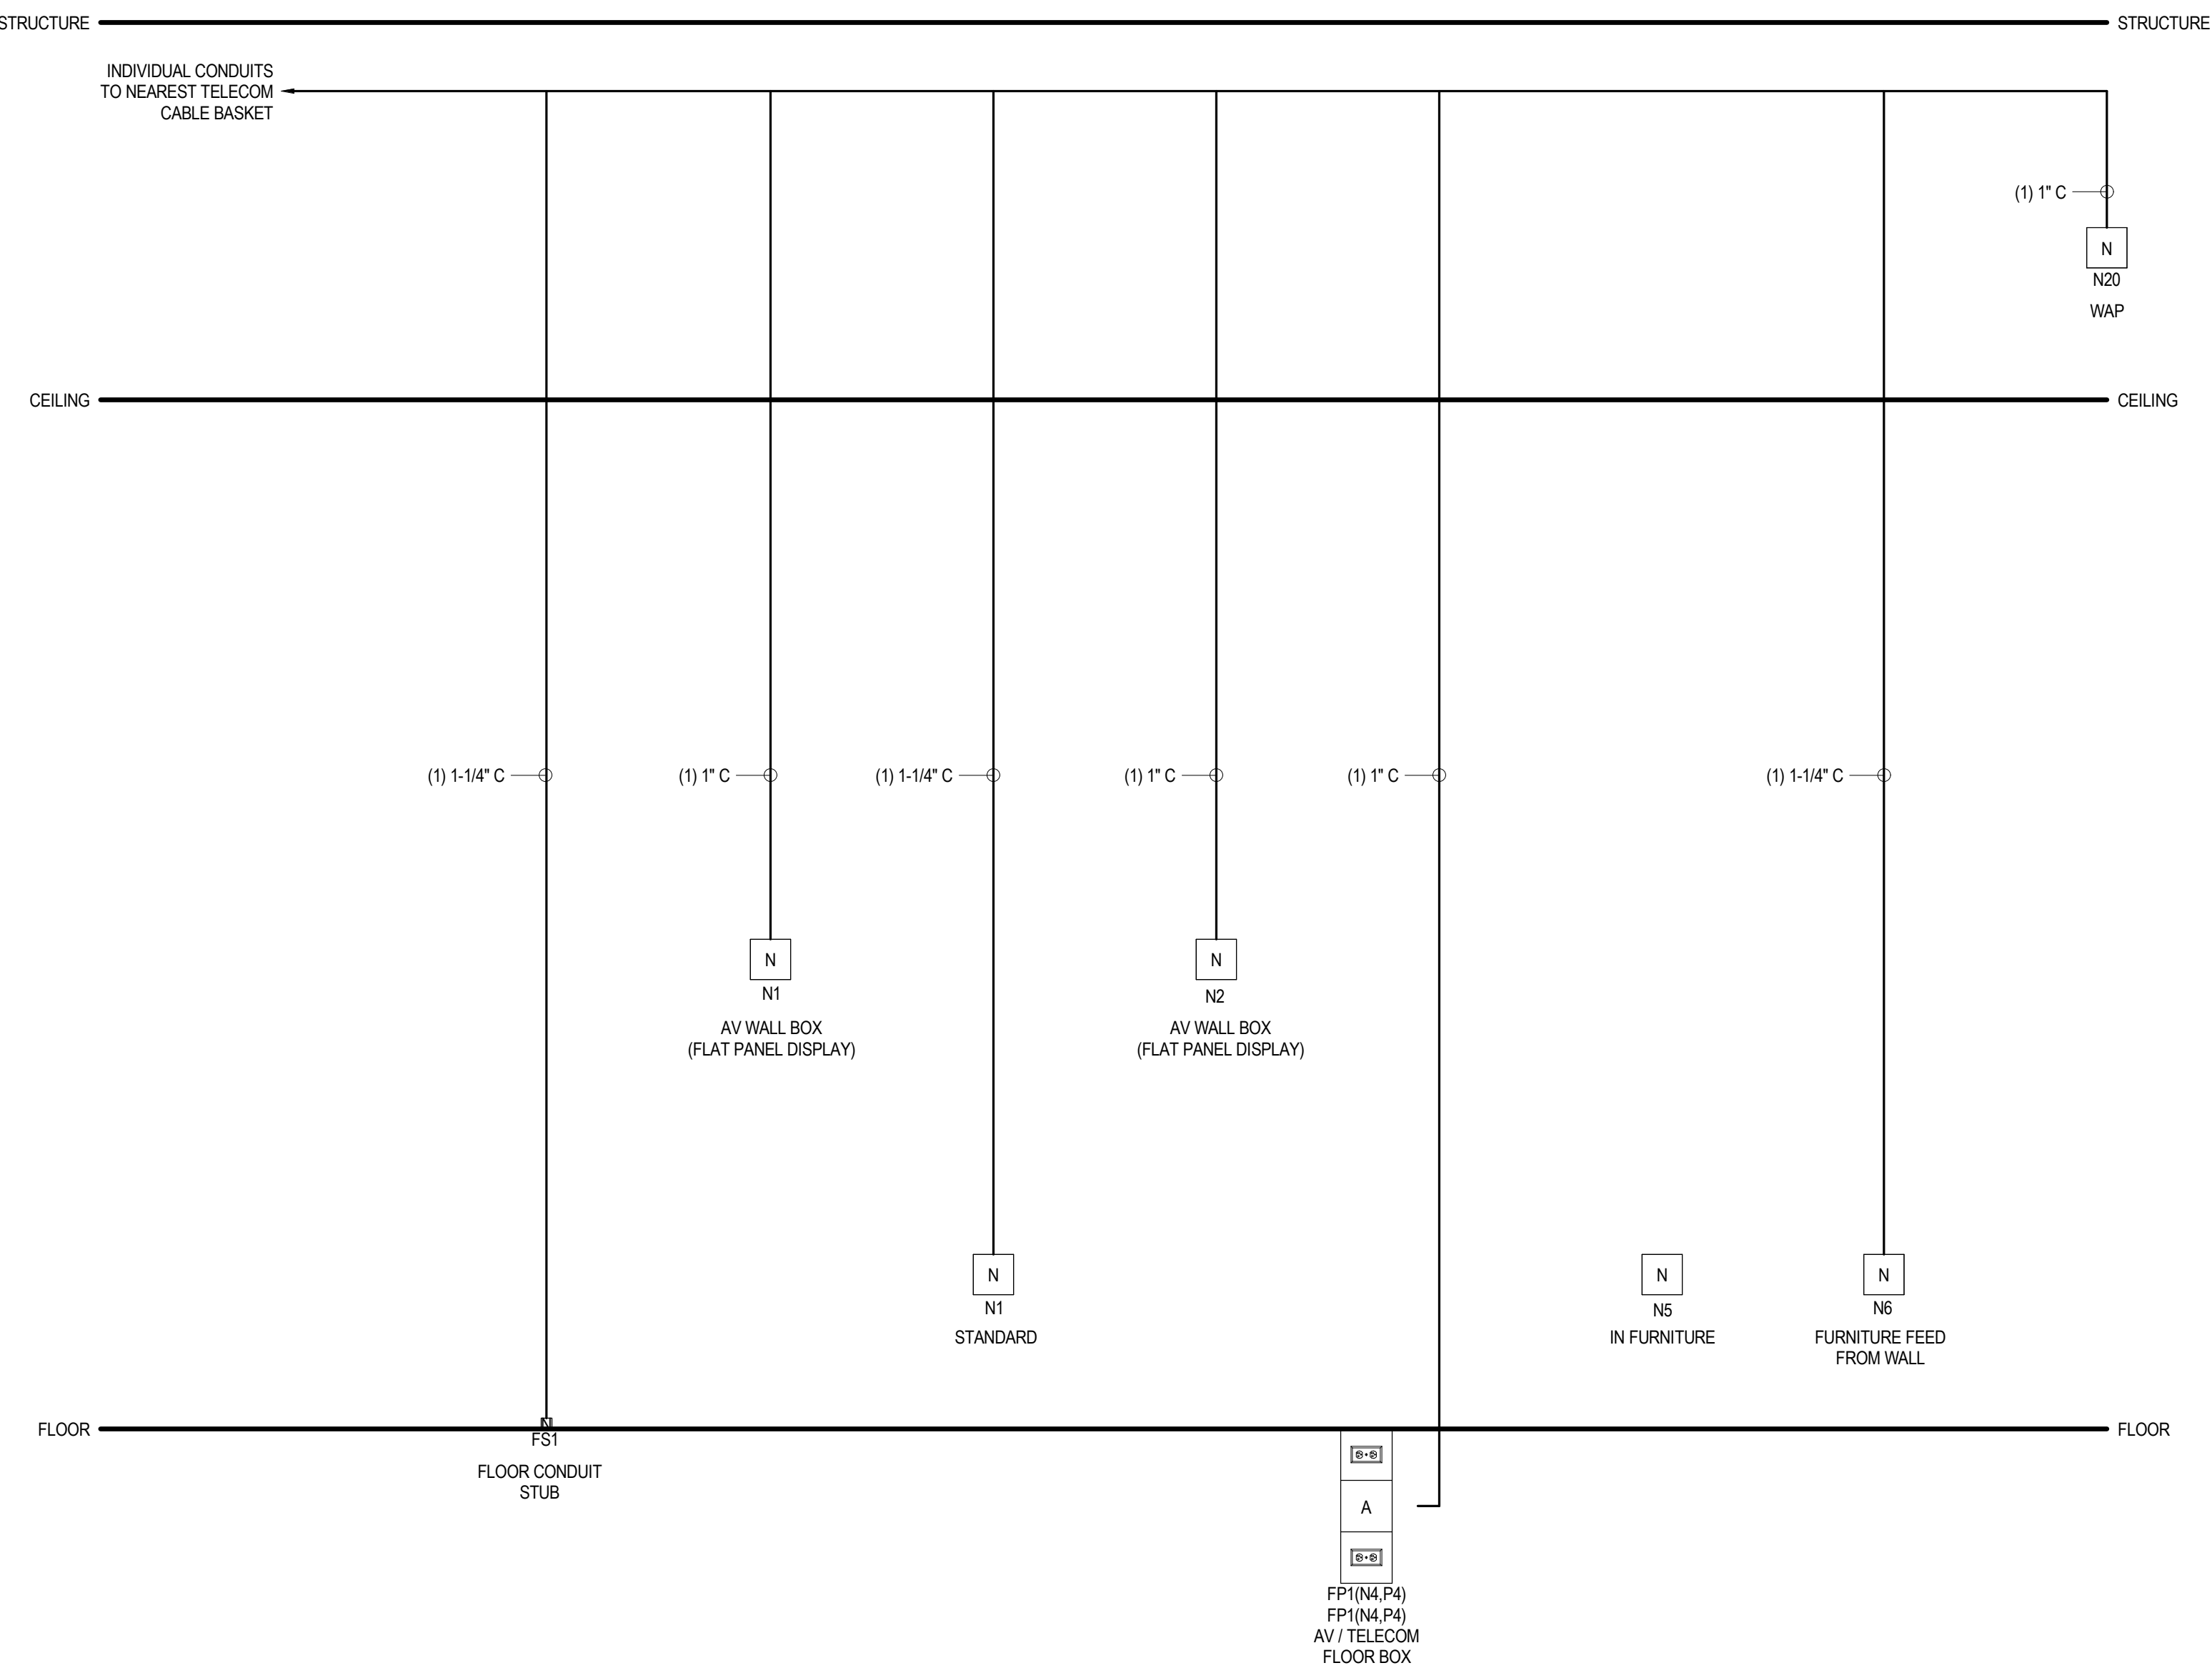 STRUCTURE
STRUCTURE
INDIVIDUAL CONDUITS
TO NEAREST TELECOM
CABLE BASKET
(1) 1" C
N
N20
WAP
CEILING
CEILING
(1) 1-1/4" C
(1) 1" C
(1) 1-1/4" C
(1) 1" C
(1) 1" C
(1) 1-1/4" C
N
N1
AV WALL BOX
(FLAT PANEL DISPLAY)
N
N2
AV WALL BOX
(FLAT PANEL DISPLAY)
N
N1
STANDARD
N
N5
IN FURNITURE
N
N6
FURNITURE FEED
FROM WALL
FLOOR
FLOOR
N
FS1
FLOOR CONDUIT
STUB
A
FP1(N4,P4)
FP1(N4,P4)
AV / TELECOM
FLOOR BOX